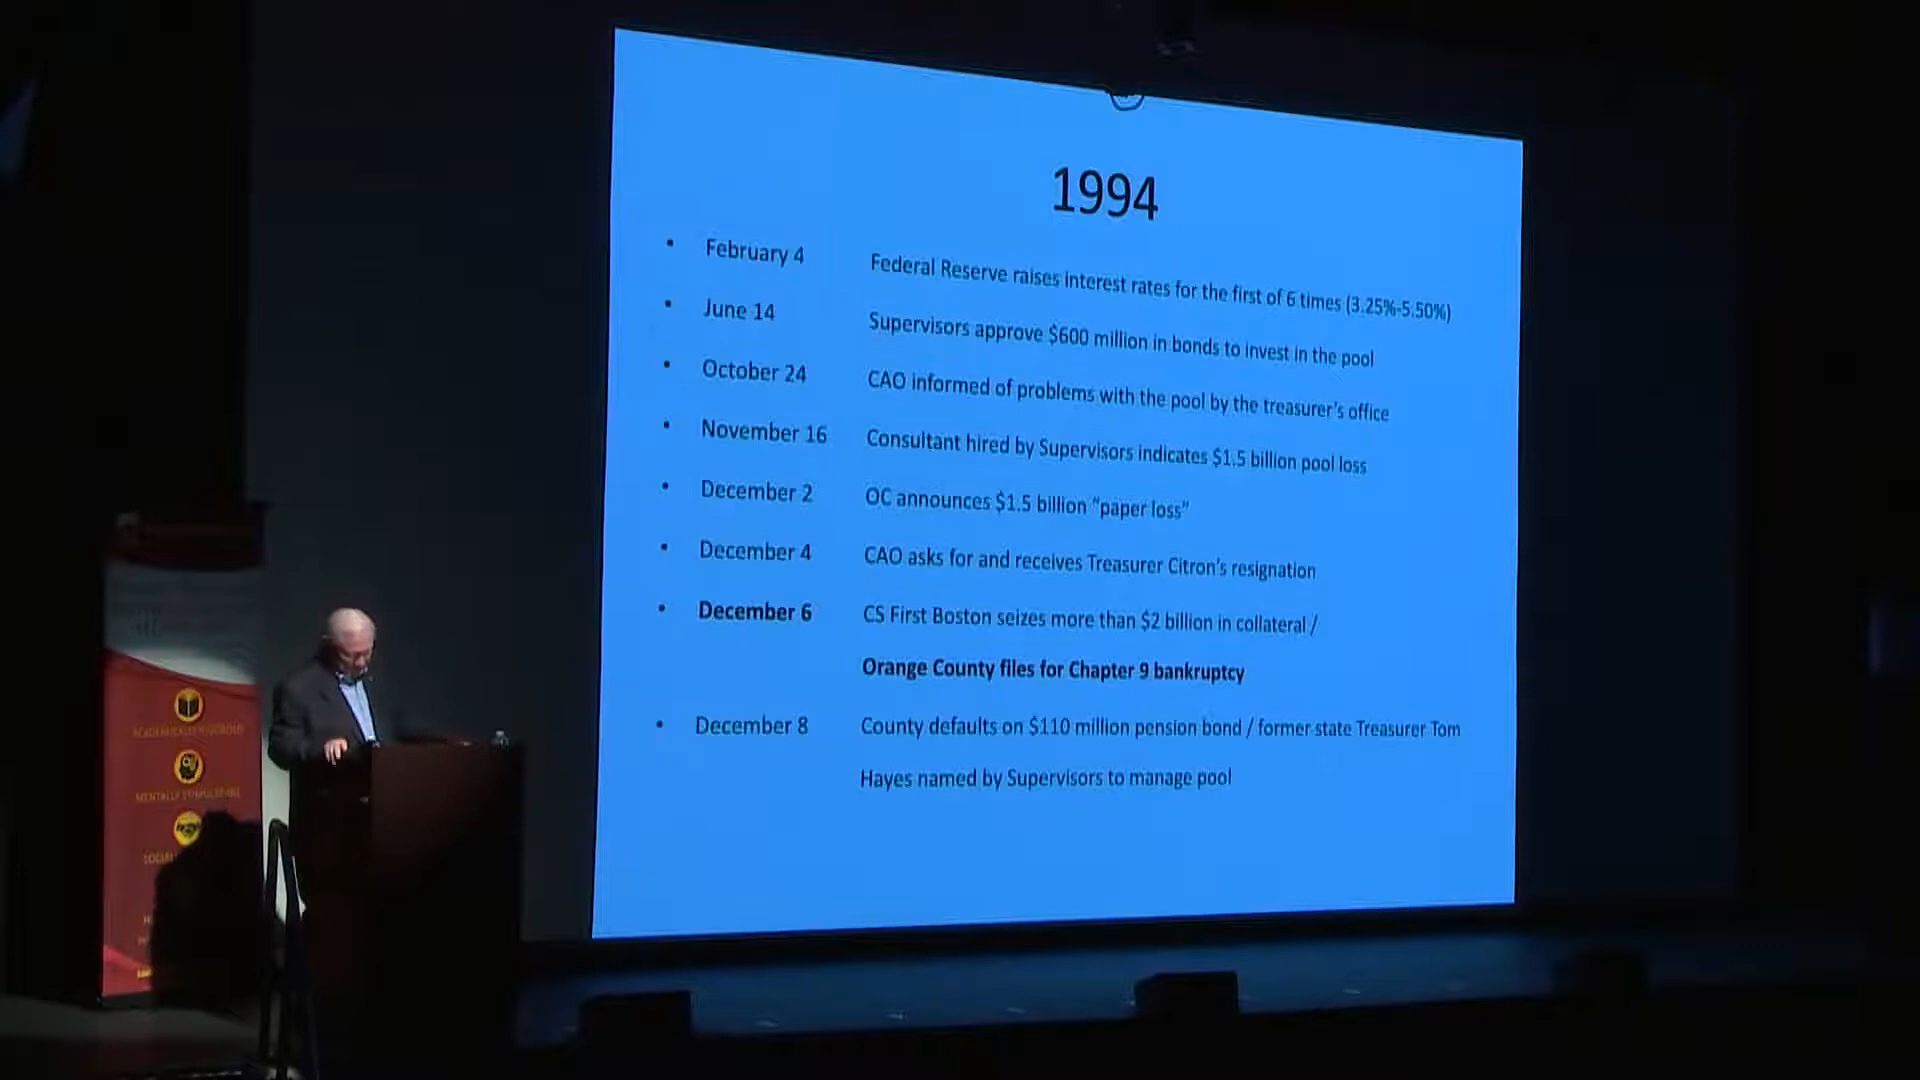 1994
• February 4 Federal Reserve raises interest rates for the first of 6 times (3.25%-5.50%)
• June 14 Supervisors approve $600 million in bonds to invest in the pool
• October 24 CAO informed of problems with the pool by the treasurer's office
• November 16 Consultant hired by Supervisors indicates $1.5 billion pool loss
• December 2 OC announces $1.5 billion “paper loss”
• December 4 CAO asks for and receives Treasurer Citron's resignation
• December 6 CS First Boston seizes more than $2 billion in collateral /
Orange County files for Chapter 9 bankruptcy
• December 8 County defaults on $110 million pension bond / former state Treasurer Tom
Hayes named by Supervisors to manage pool
ACADEMICALLY RIGOROUS
MENTALLY STIMULATING